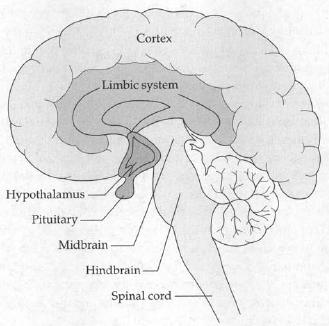 Cortex
Limbic system
Hypothalamus
Pituitary
Midbrain
Hindbrain
Spinal cord